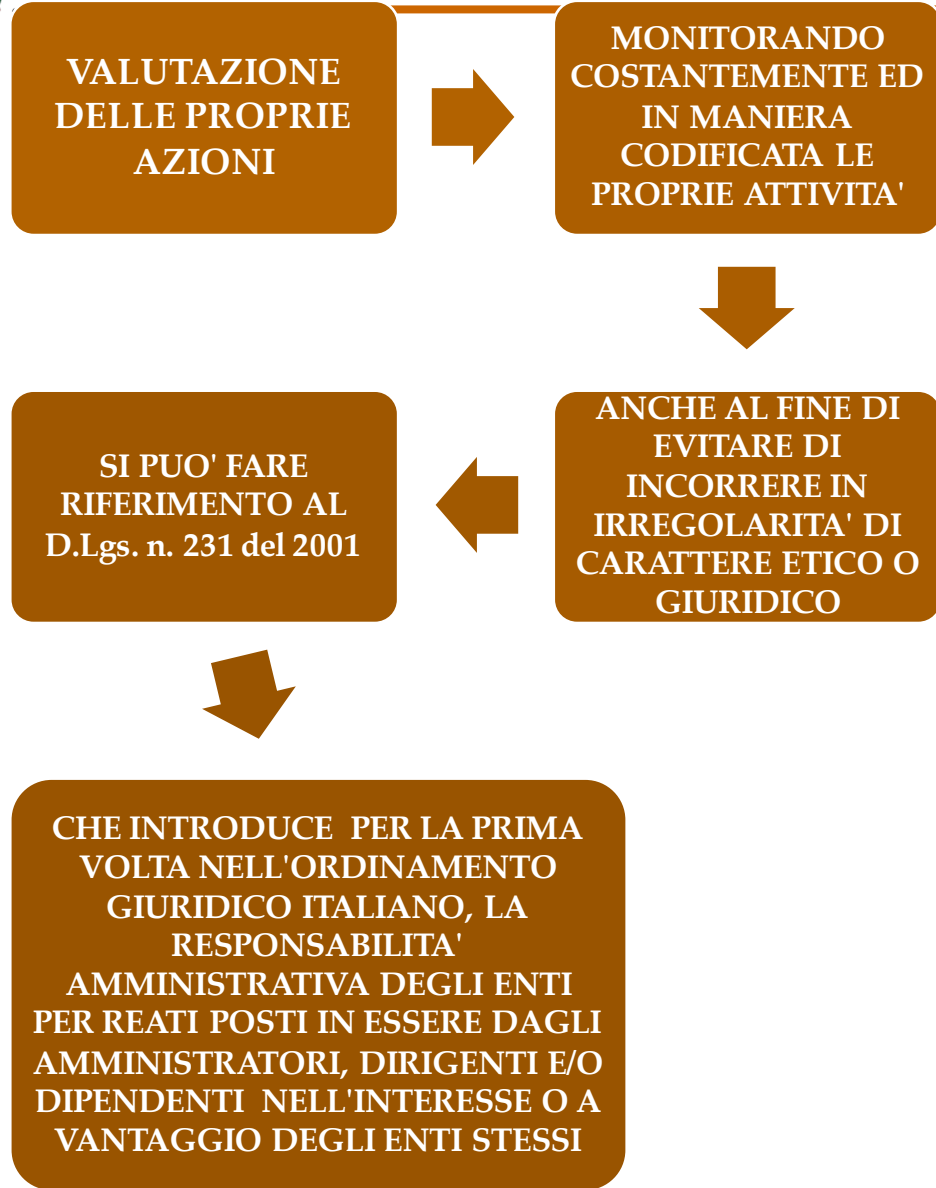 VALUTAZIONE
DELLE PROPRIE
AZIONI
MONITORANDO
COSTANTEMENTE ED
IN MANIERA
CODIFICATA LE
PROPRIE ATTIVITA'
ANCHE AL FINE DI
EVITARE DI
INCORRERE IN
IRREGOLARITA' DI
CARATTERE ETICO O
GIURIDICO
SI PUO' FARE
RIFERIMENTO AL
D.Lgs. n. 231 del 2001
CHE INTRODUCE PER LA PRIMA
VOLTA NELL'ORDINAMENTO
GIURIDICO ITALIANO, LA
RESPONSABILITA'
AMMINISTRATIVA DEGLI ENTI
PER REATI POSTI IN ESSERE DAGLI
AMMINISTRATORI, DIRIGENTI E/O
DIPENDENTI NELL'INTERESSE O A
VANTAGGIO DEGLI ENTI STESSI